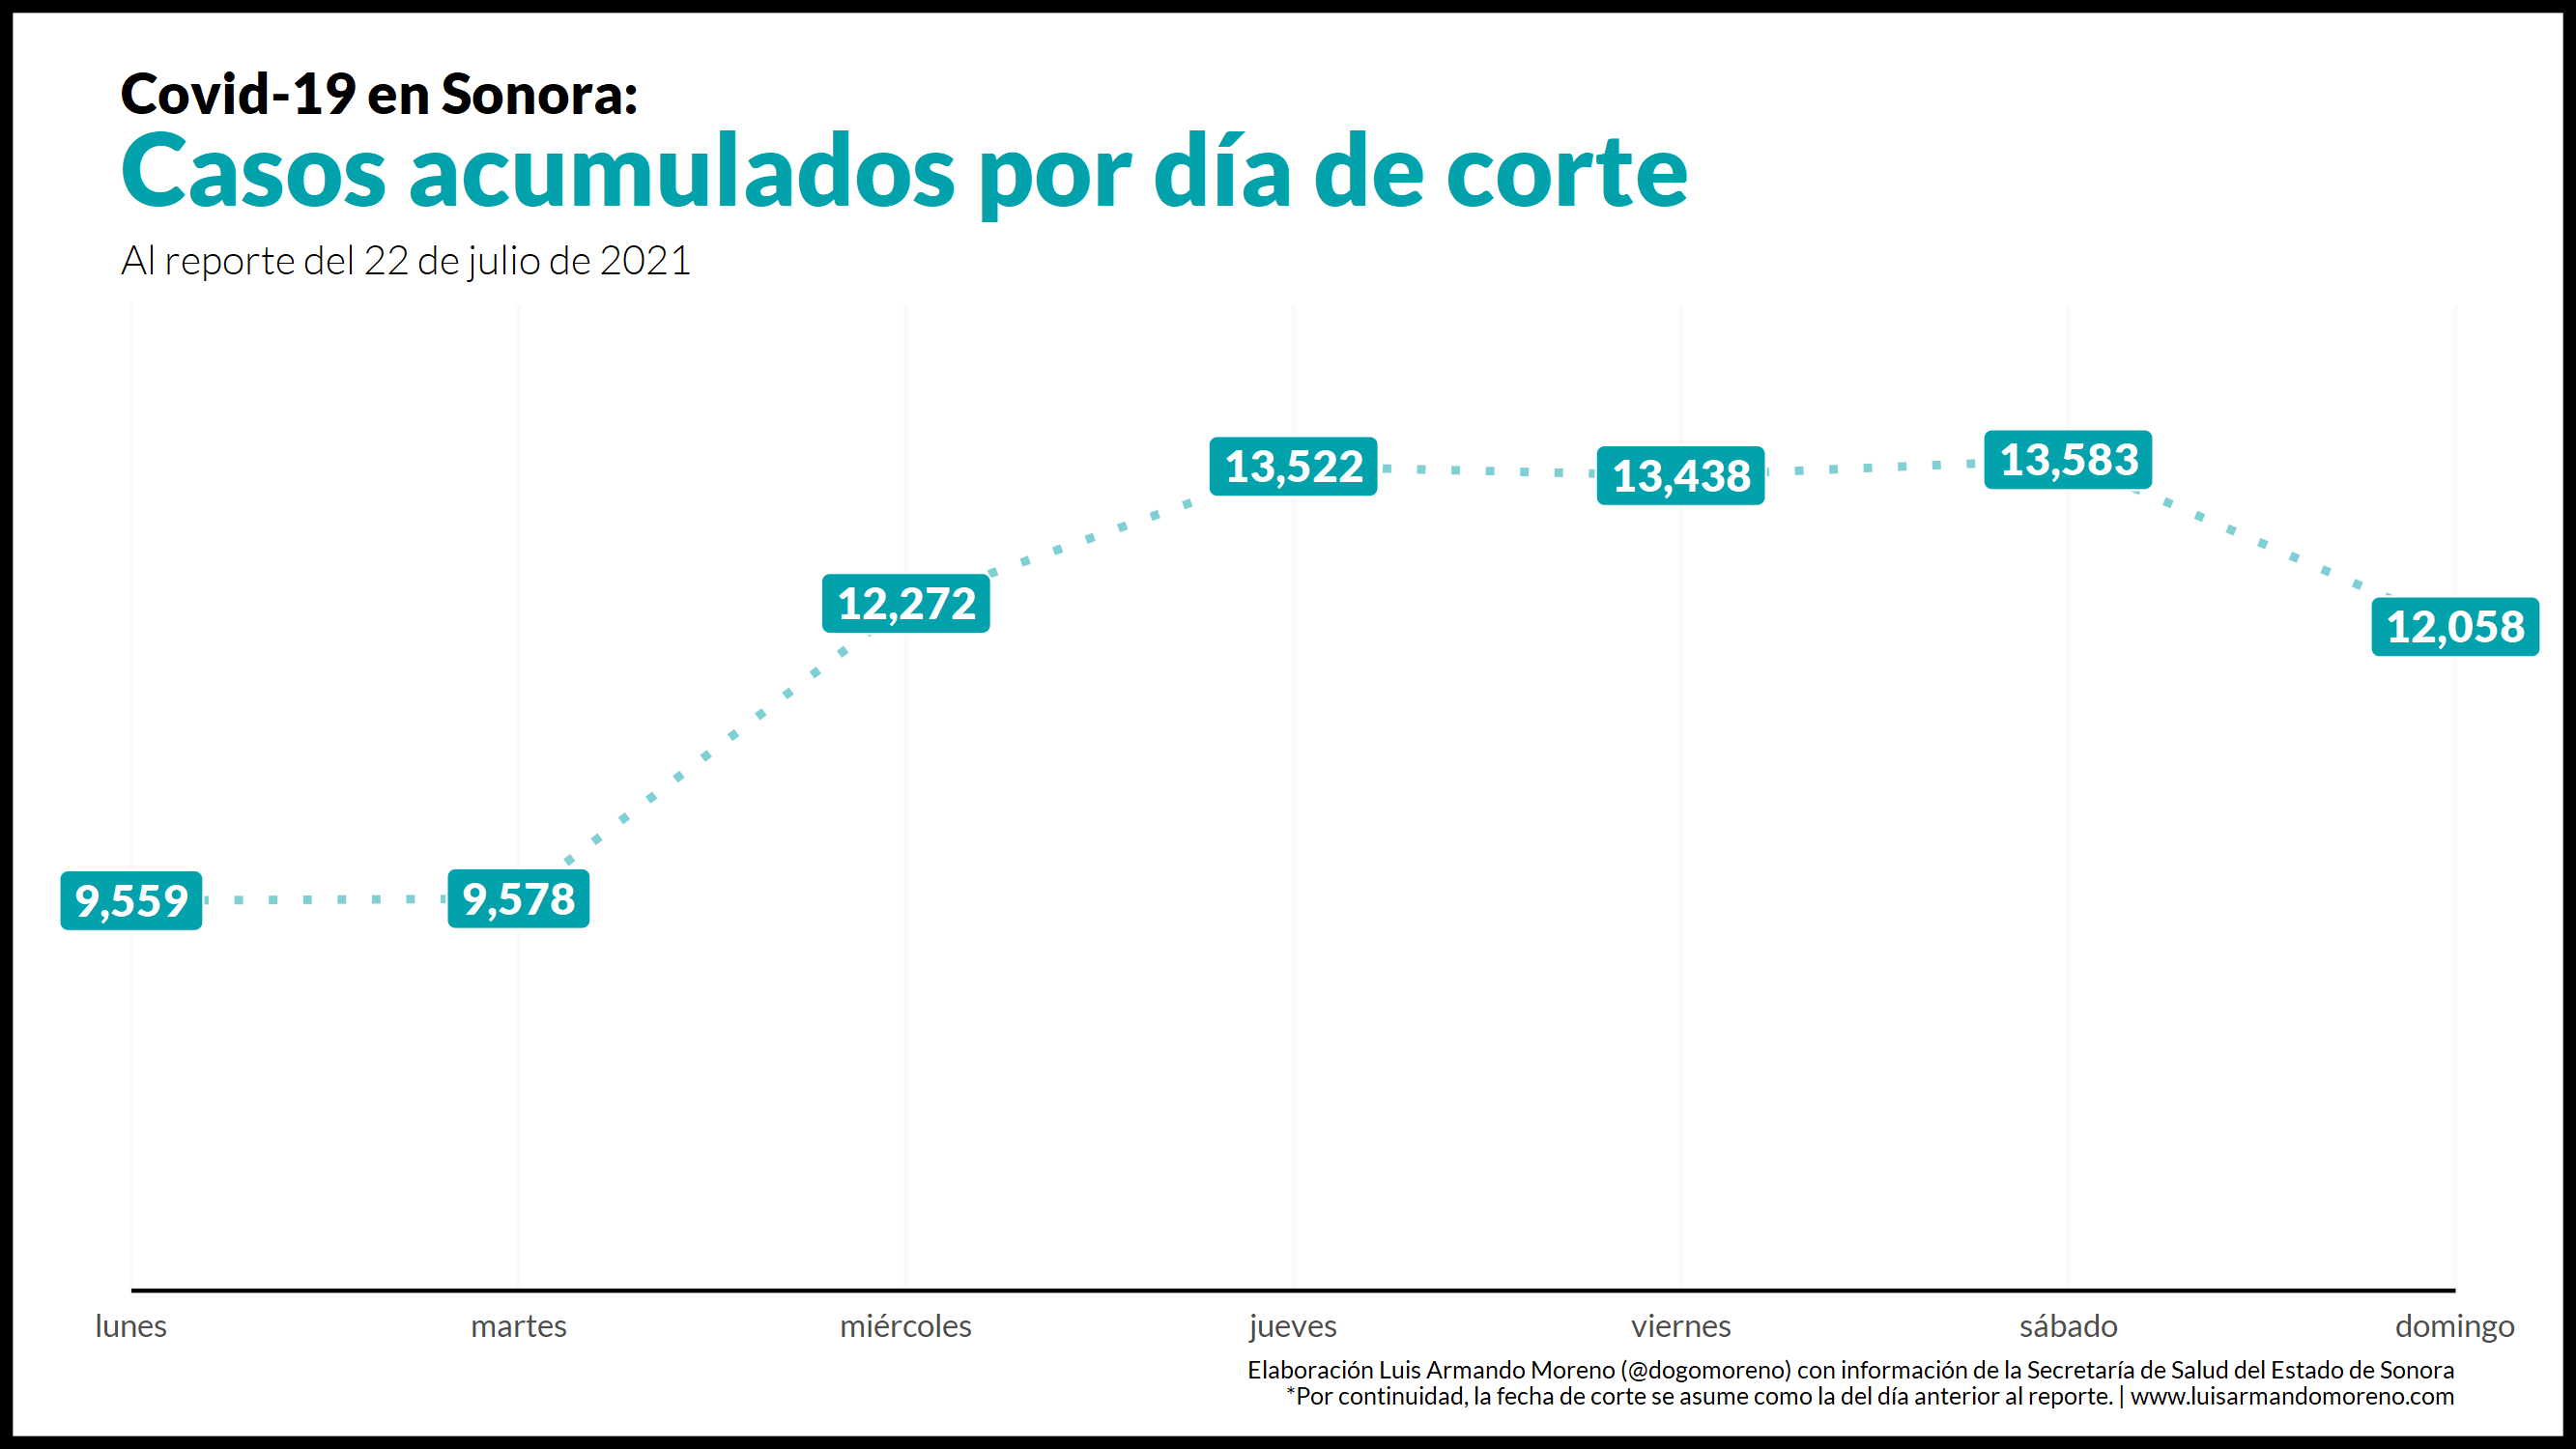 Covid-19 en Sonora:
Casos acumulados por día de corte
Al reporte del 22 de julio de 2021
13,522
13,438
13,583
12,272
12,058
9,559
9,578
lunes
martes
miércoles
jueves
viernes
sábado
domingo
Elaboración Luis Armando Moreno (@dogomoreno) con información de la Secretaría de Salud del Estado de Sonora
*Por continuidad, la fecha de corte se asume como la del día anterior al reporte. | www.luisarmandomoreno.com